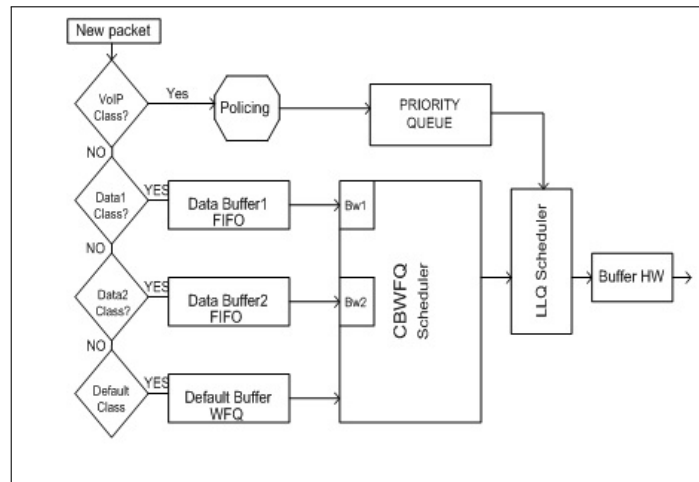 New packet
VoIP
Class?
Yes
Policing
PRIORITY
QUEUE
NO
Data1
Class?
YES
Data Buffer1
FIFO
Bw1
CBWFQ
Scheduler
LLQ Scheduler
Buffer HW
NO
Data2
Class?
YES
Data Buffer2
FIFO
Bw2
NO
Default
Class
YES
Default Buffer
WFQ